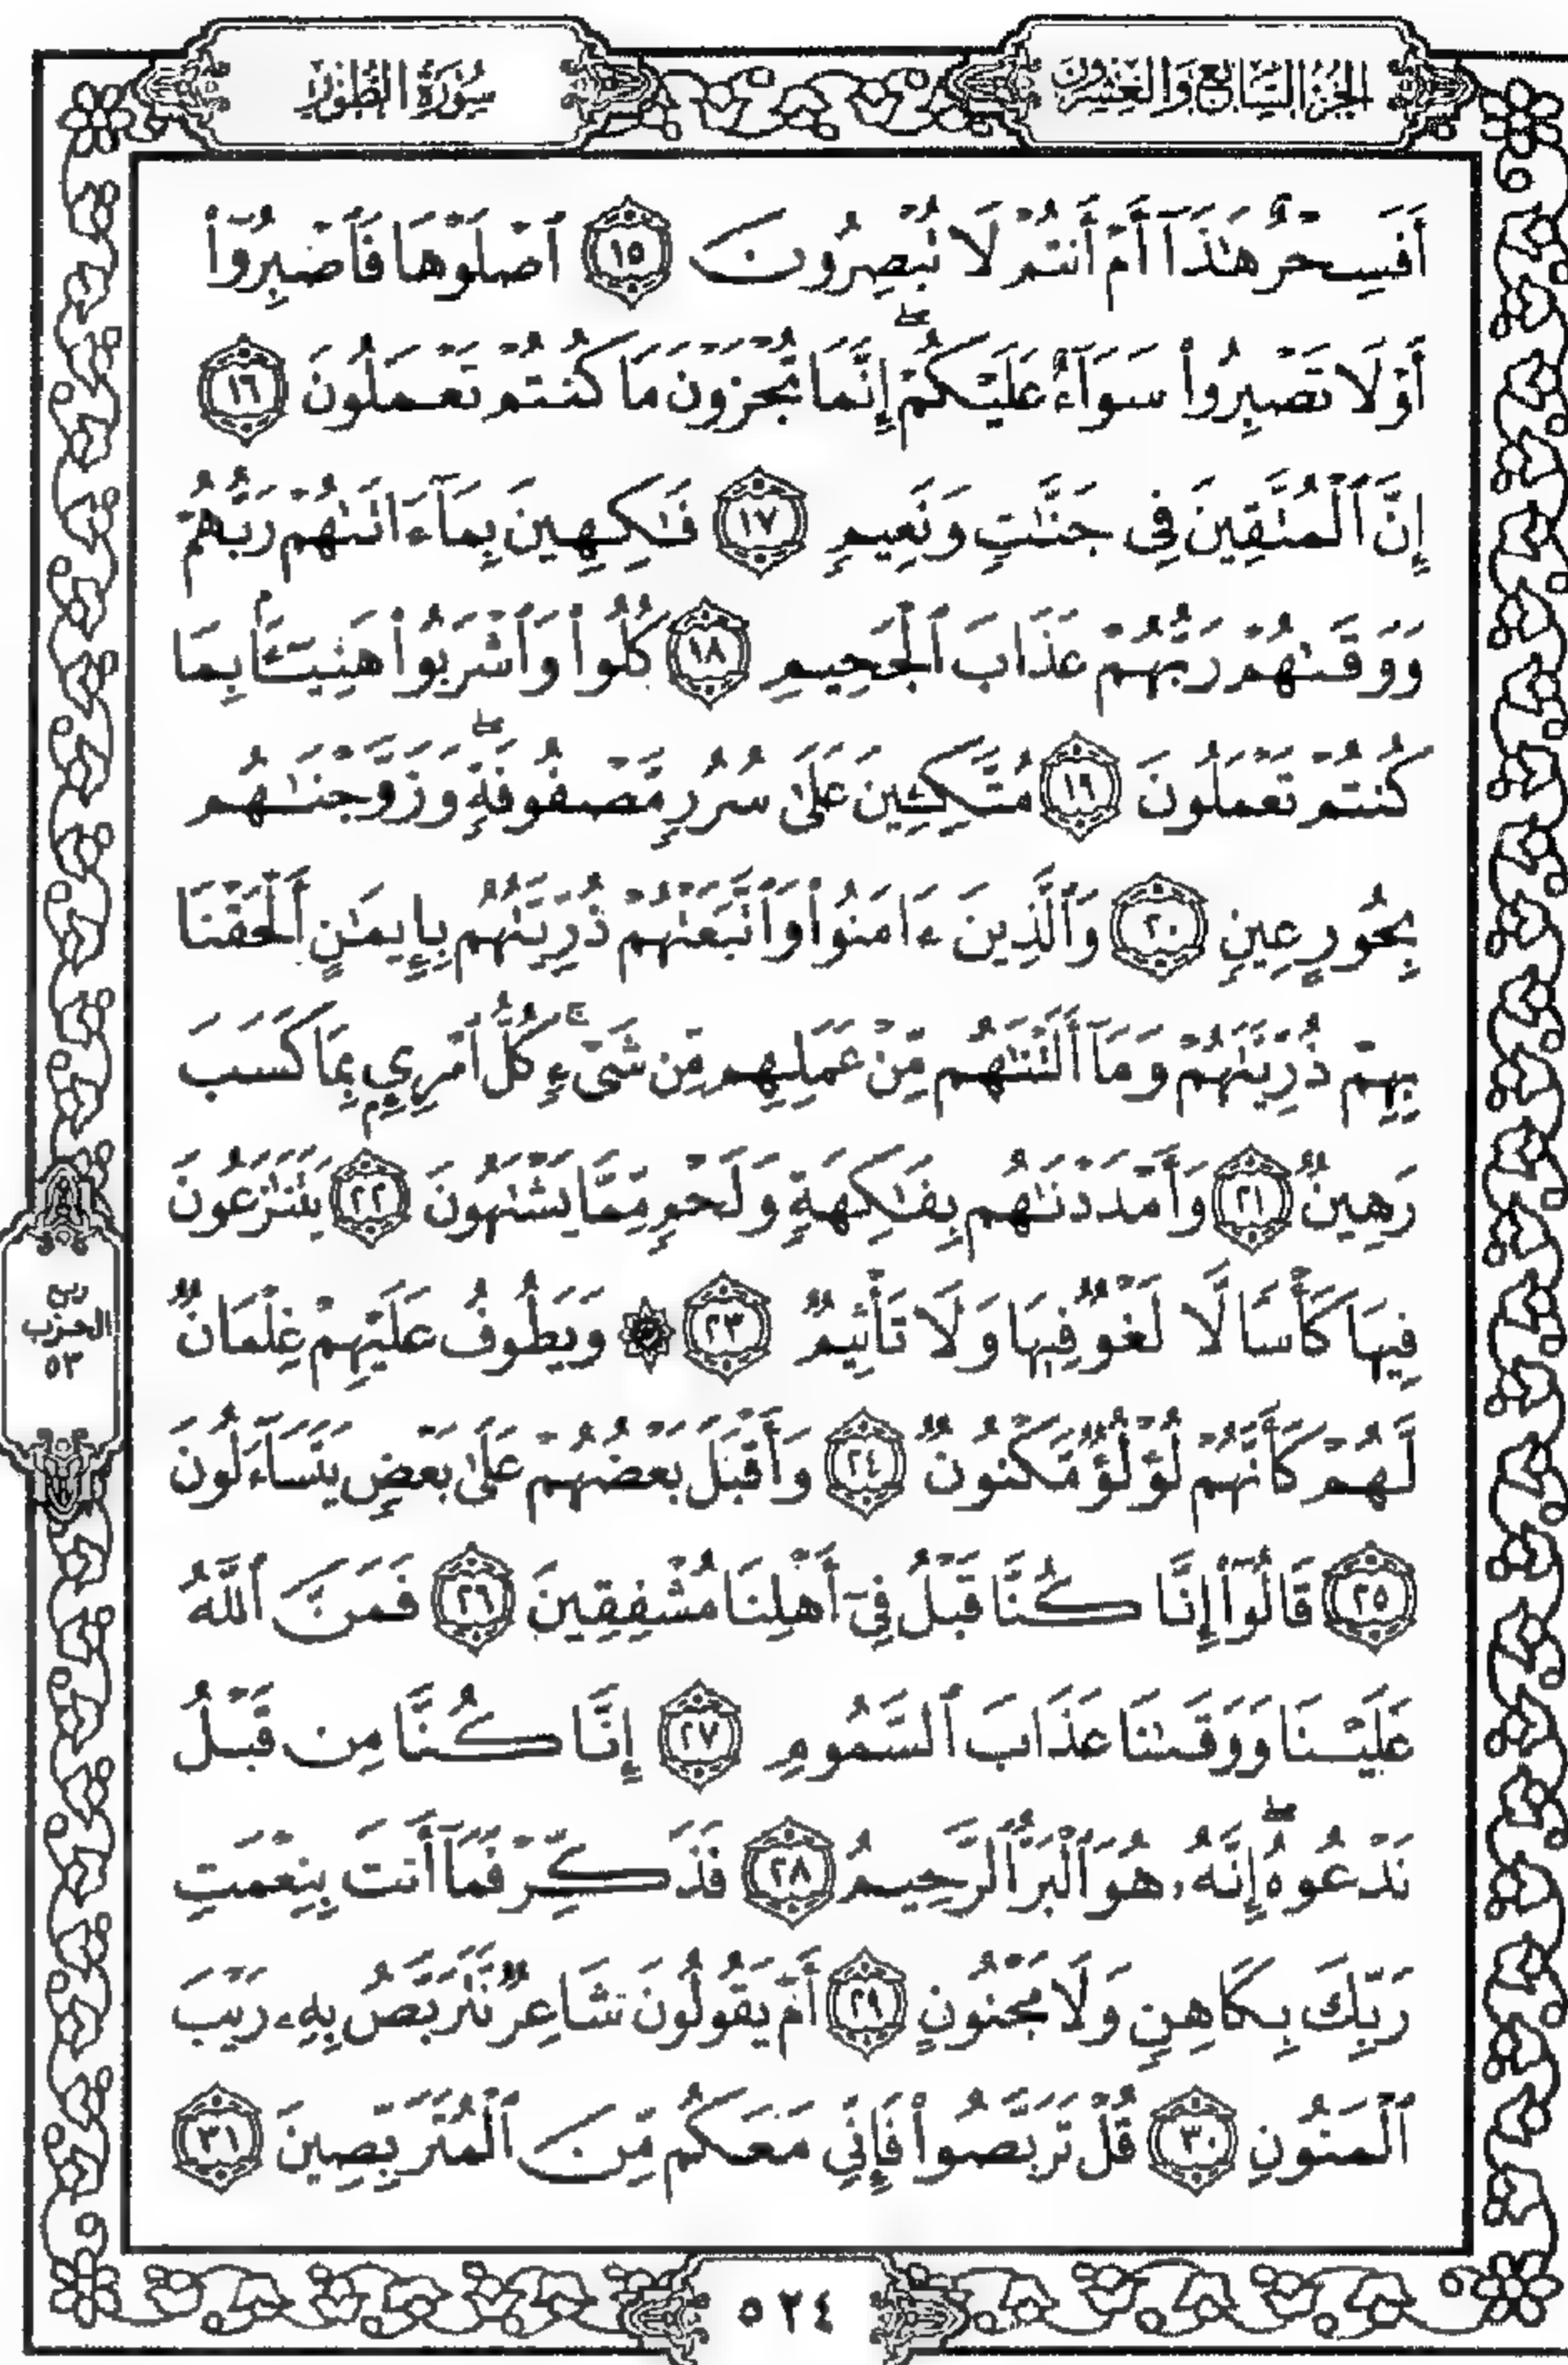 الجزء السابع والعشرون
سورة الطور
أَفَسِحْرٌ هَٰذَآ أَمْ أَنتُمْ لَا تُبْصِرُونَ ١٥ ٱصْلَوْهَا فَٱصْبِرُوٓا۟
أَوْ لَا تَصْبِرُوا۟ سَوَآءٌ عَلَيْكُمْ ۖ إِنَّمَا تُجْزَوْنَ مَا كُنتُمْ تَعْمَلُونَ ١٦
إِنَّ ٱلْمُتَّقِينَ فِى جَنَّٰتٍ وَنَعِيمٍ ١٧ فَٰكِهِينَ بِمَآ ءَاتَىٰهُمْ رَبُّهُمْ
وَوَقَىٰهُمْ رَبُّهُمْ عَذَابَ ٱلْجَحِيمِ ١٨ كُلُوا۟ وَٱشْرَبُوا۟ هَنِيٓـًٔۢا بِمَا
كُنتُمْ تَعْمَلُونَ ١٩ مُتَّكِـِٔينَ عَلَىٰ سُرُرٍ مَّصْفُوفَةٍ ۖ وَزَوَّجْنَٰهُم
بِحُورٍ عِينٍ ٢٠ وَٱلَّذِينَ ءَامَنُوا۟ وَٱتَّبَعَتْهُمْ ذُرِّيَّتُهُم بِإِيمَٰنٍ أَلْحَقْنَا
بِهِمْ ذُرِّيَّتَهُمْ وَمَآ أَلَتْنَٰهُم مِّنْ عَمَلِهِم مِّن شَىْءٍ ۚ كُلُّ ٱمْرِئٍۭ بِمَا كَسَبَ
رَهِينٌ ٢١ وَأَمْدَدْنَٰهُم بِفَٰكِهَةٍ وَلَحْمٍ مِّمَّا يَشْتَهُونَ ٢٢ يَتَنَٰزَعُونَ
فِيهَا كَأْسًا لَّا لَغْوٌ فِيهَا وَلَا تَأْثِيمٌ ٢٣ ۞ وَيَطُوفُ عَلَيْهِمْ غِلْمَانٌ
لَّهُمْ كَأَنَّهُمْ لُؤْلُؤٌ مَّكْنُونٌ ٢٤ وَأَقْبَلَ بَعْضُهُمْ عَلَىٰ بَعْضٍ يَتَسَآءَلُونَ
٢٥ قَالُوٓا۟ إِنَّا كُنَّا قَبْلُ فِىٓ أَهْلِنَا مُشْفِقِينَ ٢٦ فَمَنَّ ٱللَّهُ
عَلَيْنَا وَوَقَىٰنَا عَذَابَ ٱلسَّمُومِ ٢٧ إِنَّا كُنَّا مِن قَبْلُ
نَدْعُوهُ ۖ إِنَّهُۥ هُوَ ٱلْبَرُّ ٱلرَّحِيمُ ٢٨ فَذَكِّرْ فَمَآ أَنتَ بِنِعْمَتِ
رَبِّكَ بِكَاهِنٍ وَلَا مَجْنُونٍ ٢٩ أَمْ يَقُولُونَ شَاعِرٌ نَّتَرَبَّصُ بِهِۦ رَيْبَ
ٱلْمَنُونِ ٣٠ قُلْ تَرَبَّصُوا۟ فَإِنِّى مَعَكُم مِّنَ ٱلْمُتَرَبِّصِينَ ٣١
ربع
الحزب
٥٣
٥٢٤